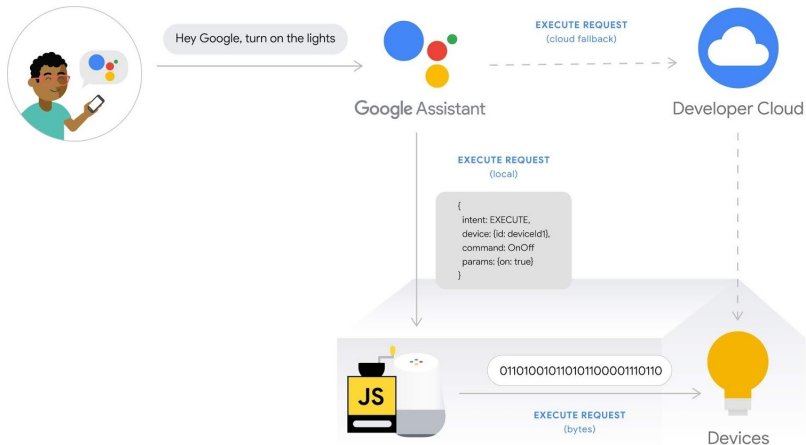 Hey Google, turn on the lights
EXECUTE REQUEST
(cloud fallback)
Google Assistant
Developer Cloud
EXECUTE REQUEST
(local)
{
intent: EXECUTE,
device: {id: deviceId1},
command: OnOff
params: {on: true}
}
JS
011010010110101100001110110
EXECUTE REQUEST
(bytes)
Devices